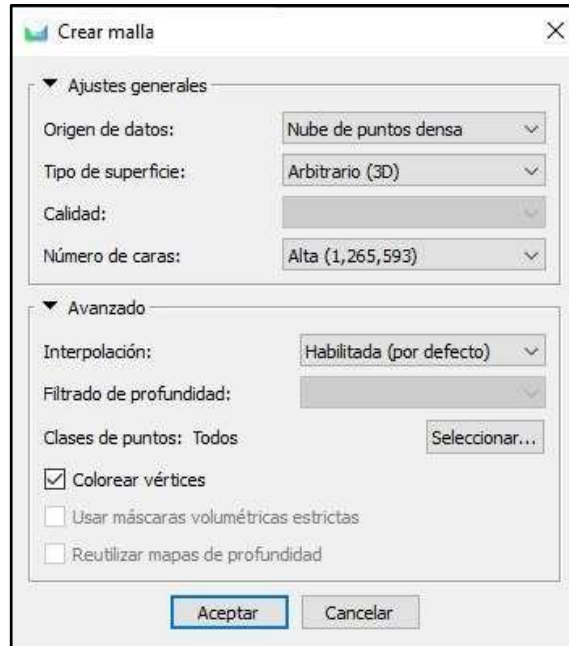 Crear malla
Ajustes generales
Origen de datos: Nube de puntos densa
Tipo de superficie: Arbitrario (3D)
Calidad:
Número de caras: Alta (1,265,593)
Avanzado
Interpolación: Habilitada (por defecto)
Filtrado de profundidad:
Clases de puntos: Todos Seleccionar...
Colorear vértices
Usar máscaras volumétricas estrictas
Reutilizar mapas de profundidad
Aceptar Cancelar